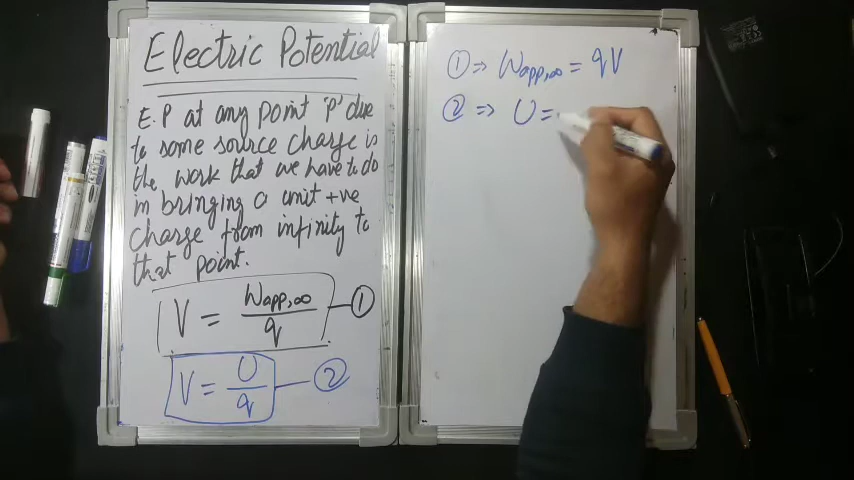 Electric Potential
E.P at any point 'P' due
to some source charge is
the work that we have to do
in bringing a unit +ve
charge from infinity to
that point.
V = Wapp,∞ / q — ①
V = U / q — ②
① ⇒ Wapp,∞ = qV
② ⇒ U =